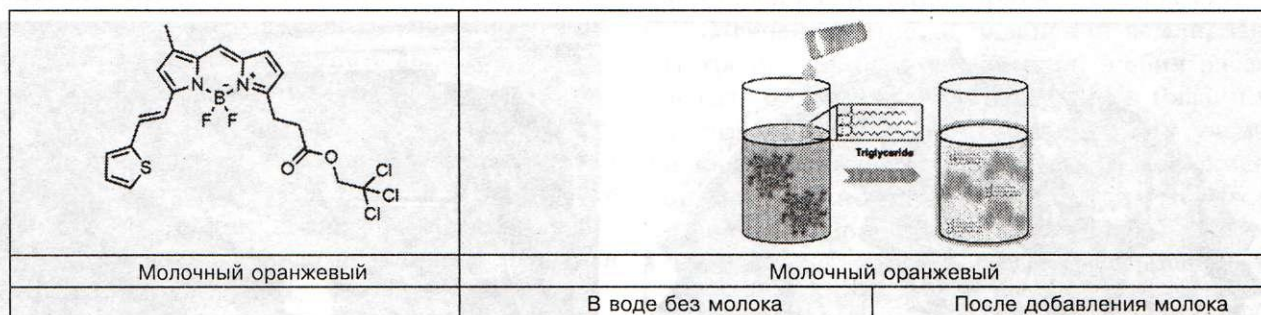 N
B
N
+
-
F
F
S
O
O
Cl
Cl
Cl
Triglyceride
Молочный оранжевый
Молочный оранжевый
В воде без молока
После добавления молока